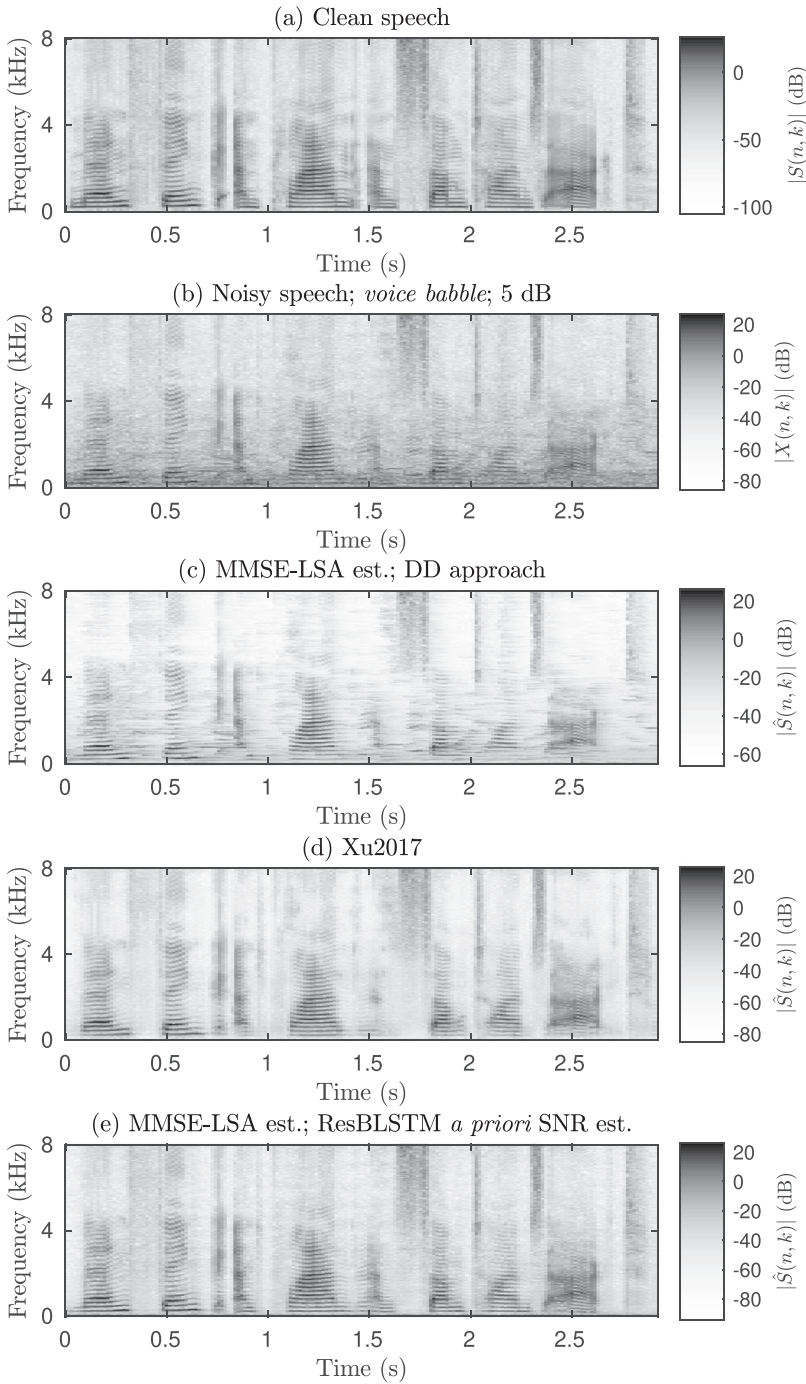 (a) Clean speech
8
4
0
Frequency (kHz)
0 0.5 1 1.5 2 2.5
Time (s)
0
-50
-100
|S(n, k)| (dB)
(b) Noisy speech; voice babble; 5 dB
8
4
0
Frequency (kHz)
0 0.5 1 1.5 2 2.5
Time (s)
20
0
-20
-40
-60
-80
|X(n, k)| (dB)
(c) MMSE-LSA est.; DD approach
8
4
0
Frequency (kHz)
0 0.5 1 1.5 2 2.5
Time (s)
20
0
-20
-40
-60
|Ŝ(n, k)| (dB)
(d) Xu2017
8
4
0
Frequency (kHz)
0 0.5 1 1.5 2 2.5
Time (s)
20
0
-20
-40
-60
-80
|Ŝ(n, k)| (dB)
(e) MMSE-LSA est.; ResBLSTM a priori SNR est.
8
4
0
Frequency (kHz)
0 0.5 1 1.5 2 2.5
Time (s)
20
0
-20
-40
-60
-80
|Ŝ(n, k)| (dB)